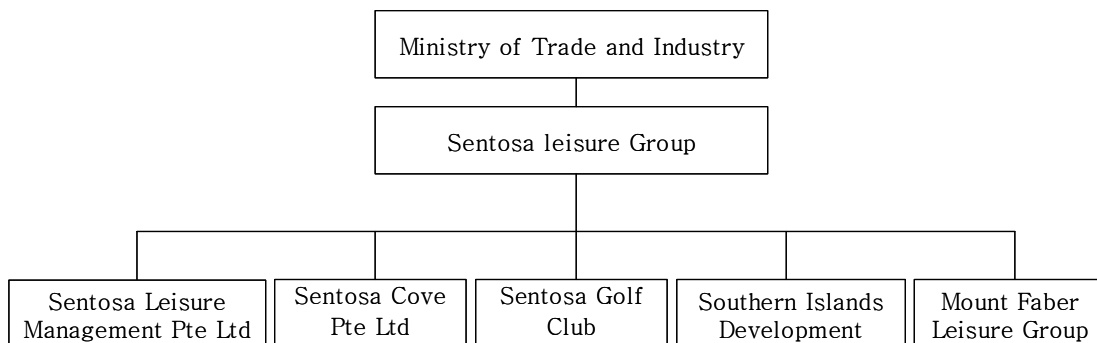 Ministry of Trade and Industry
Sentosa leisure Group
Sentosa Leisure
Management Pte Ltd
Sentosa Cove
Pte Ltd
Sentosa Golf
Club
Southern Islands
Development
Mount Faber
Leisure Group